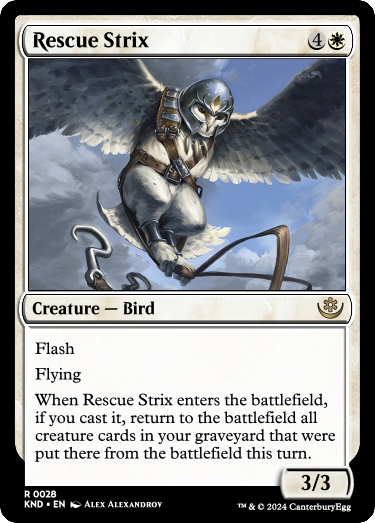 Rescue Strix 4
Creature — Bird
Flash
Flying
When Rescue Strix enters the battlefield,
if you cast it, return to the battlefield all
creature cards in your graveyard that were
put there from the battlefield this turn.
3/3
R 0028
KND • EN Alex Alexandrov
™ & © 2024 CanterburyEgg